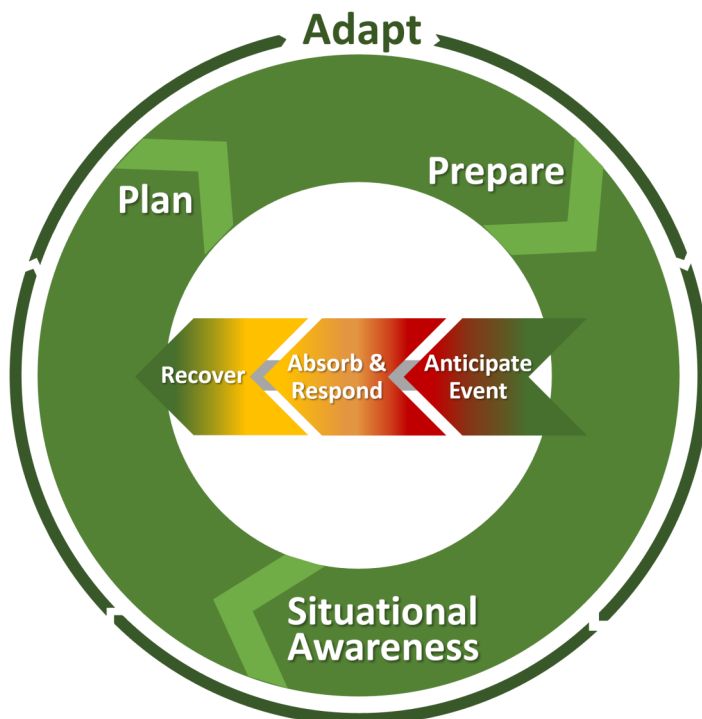 Adapt
Plan
Prepare
Recover
Absorb &
Respond
Anticipate
Event
Situational
Awareness